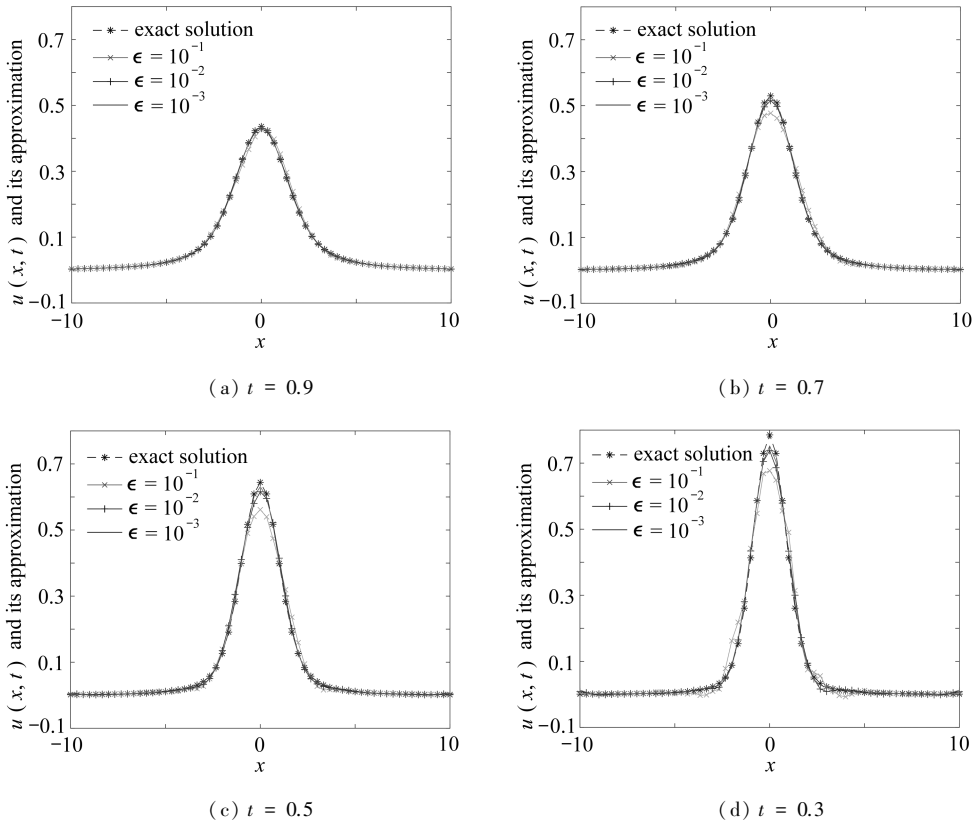 u ( x, t ) and its approximation
0.7
0.5
0.3
0.1
−0.1
exact solution
ϵ = 10⁻¹
ϵ = 10⁻²
ϵ = 10⁻³
−10
0
10
x
( a ) t = 0.9
u ( x, t ) and its approximation
0.7
0.5
0.3
0.1
−0.1
exact solution
ϵ = 10⁻¹
ϵ = 10⁻²
ϵ = 10⁻³
−10
0
10
x
( b ) t = 0.7
u ( x, t ) and its approximation
0.7
0.5
0.3
0.1
−0.1
exact solution
ϵ = 10⁻¹
ϵ = 10⁻²
ϵ = 10⁻³
−10
0
10
x
( c ) t = 0.5
u ( x, t ) and its approximation
0.7
0.5
0.3
0.1
−0.1
exact solution
ϵ = 10⁻¹
ϵ = 10⁻²
ϵ = 10⁻³
−10
0
10
x
( d ) t = 0.3